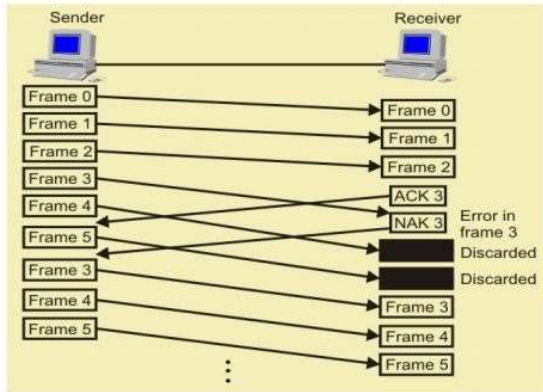 Sender
Receiver
Frame 0
Frame 1
Frame 2
Frame 3
Frame 4
Frame 5
Frame 3
Frame 4
Frame 5
Frame 0
Frame 1
Frame 2
ACK 3
NAK 3
Error in
frame 3
Discarded
Discarded
Frame 3
Frame 4
Frame 5